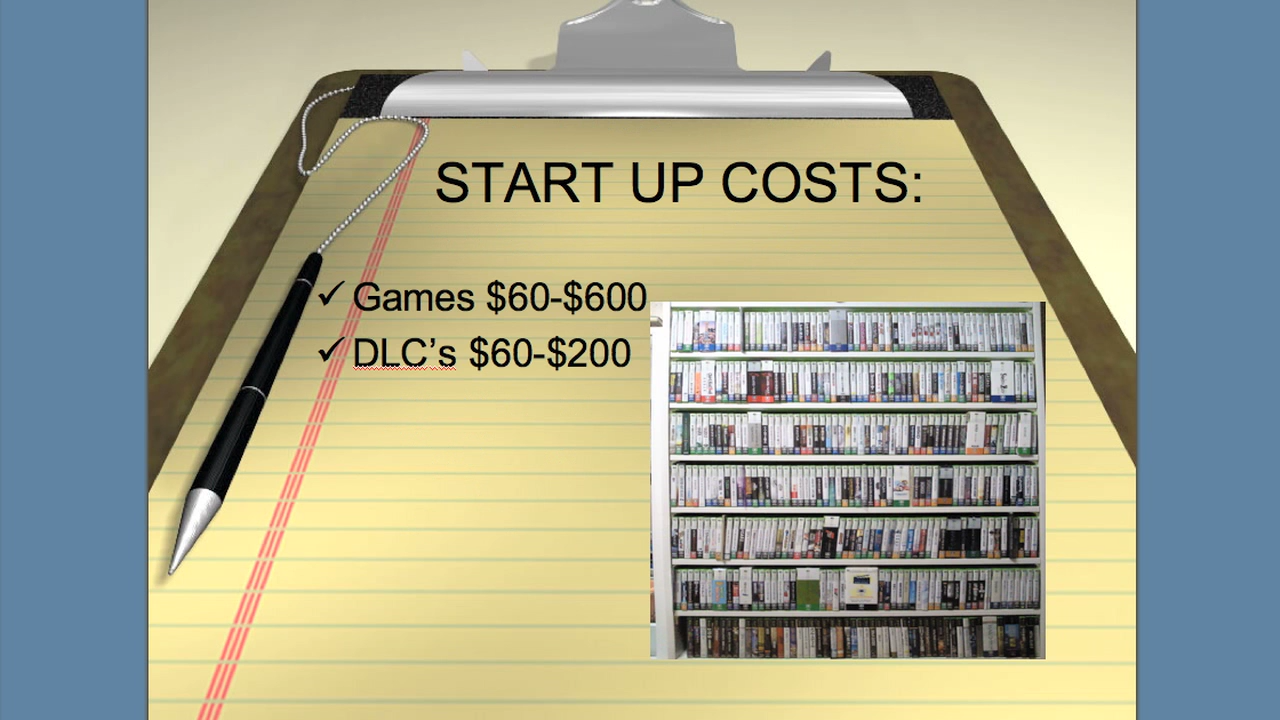 START UP COSTS:
✓ Games $60-$600
✓ DLC’s $60-$200